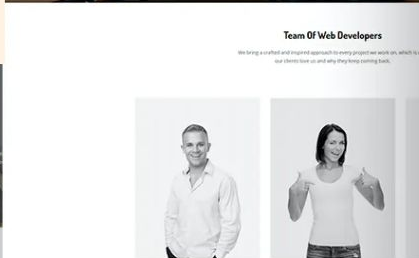 Team Of Web Developers
We bring a crafted and inspired approach to every project we work on, which is
our clients love us and why they keep coming back.